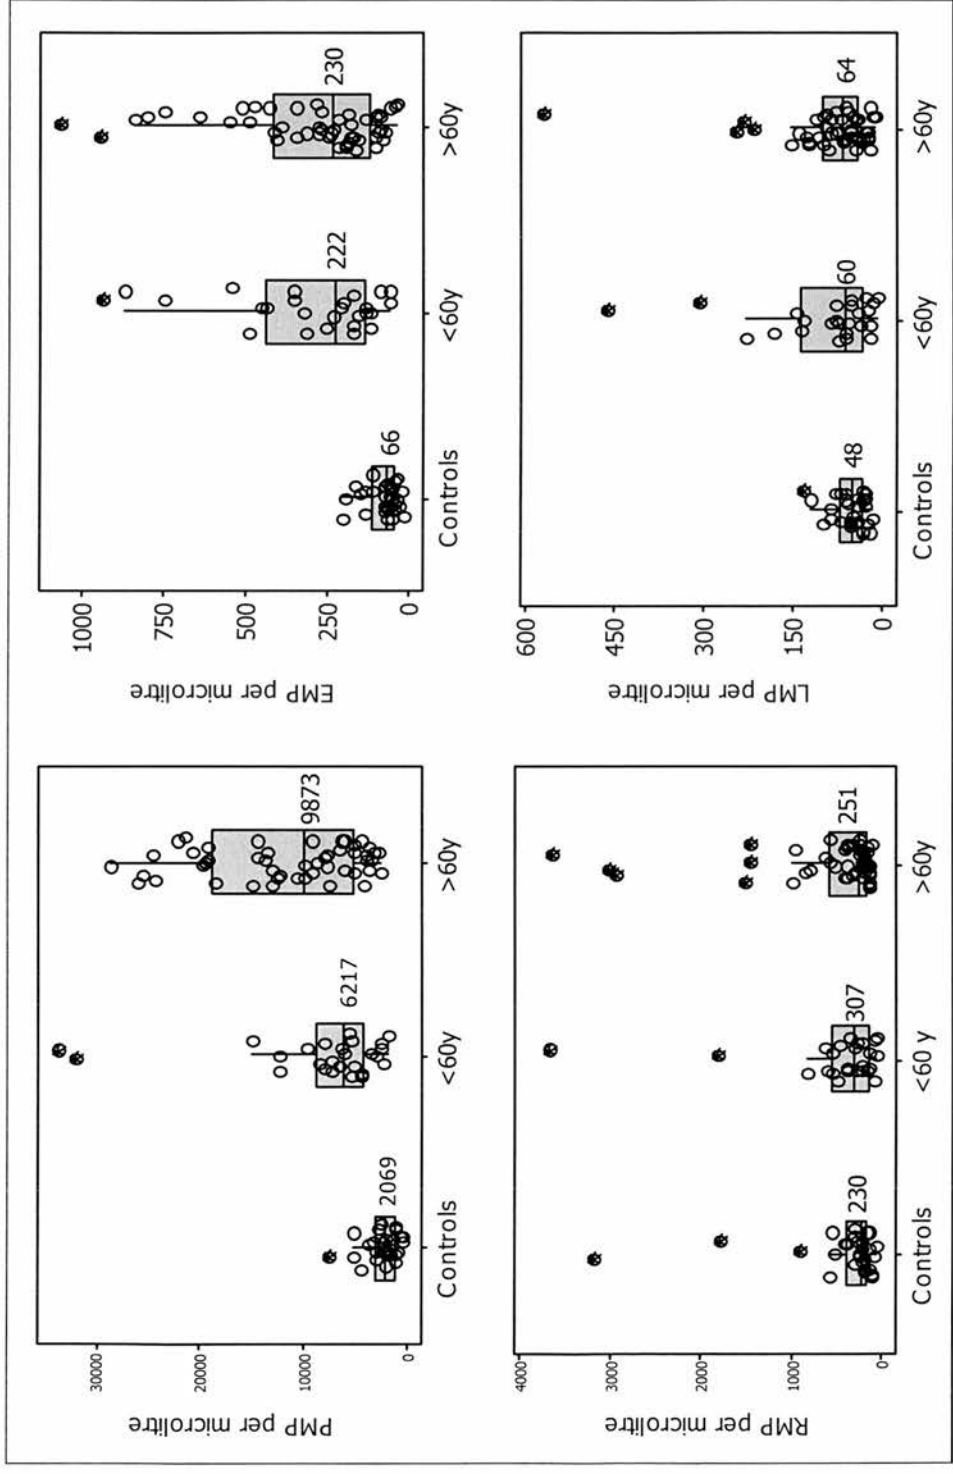 PMP per microlitre
30000
20000
10000
0
2069
6217
9873
Controls
<60y
>60y
EMP per microlitre
1000
750
500
250
0
66
222
230
Controls
<60y
>60y
RMP per microlitre
4000
3000
2000
1000
0
230
307
251
Controls
<60 y
>60y
LMP per microlitre
600
450
300
150
0
48
60
64
Controls
<60y
>60y